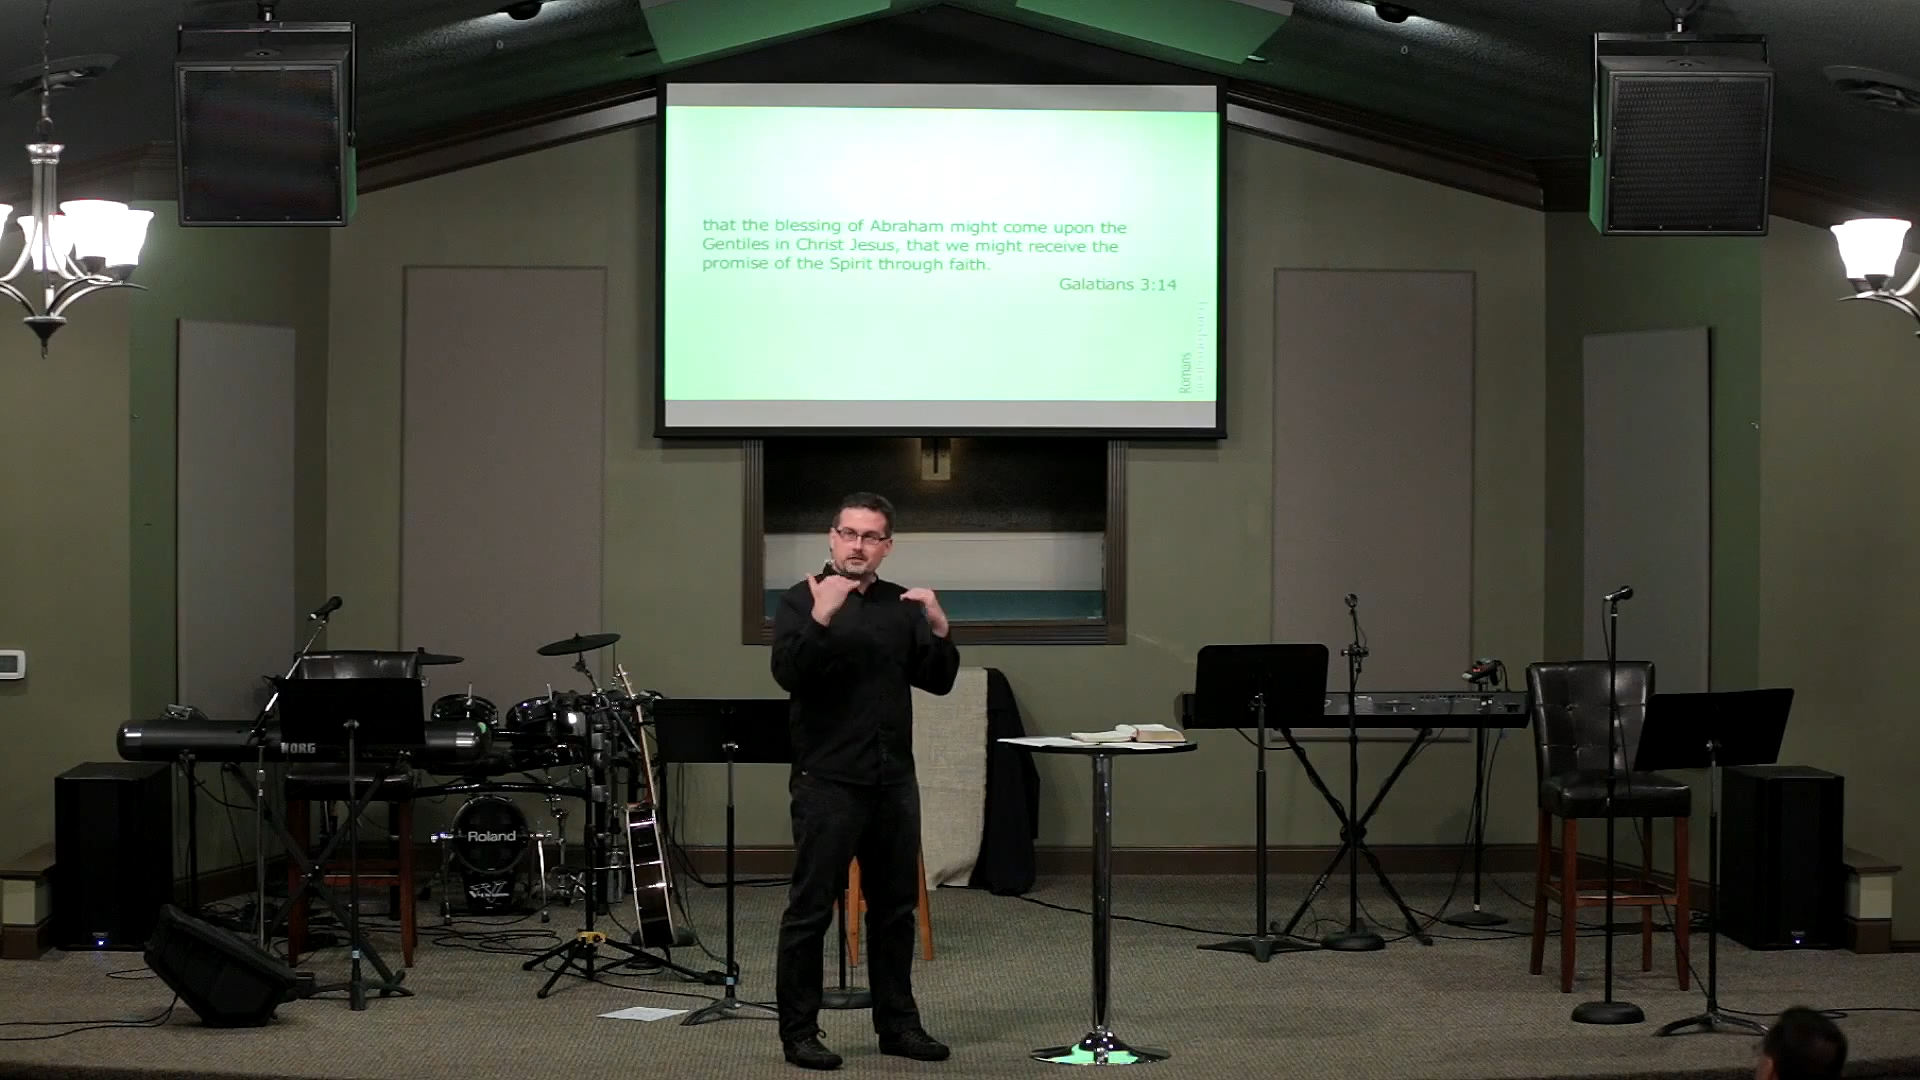 that the blessing of Abraham might come upon the
Gentiles in Christ Jesus, that we might receive the
promise of the Spirit through faith.
Galatians 3:14
Romans
KORG
Roland